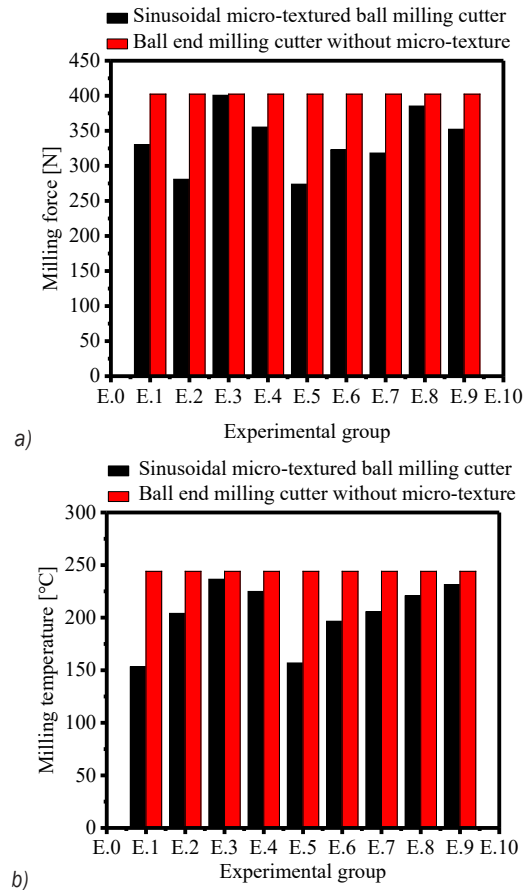 Sinusoidal micro-textured ball milling cutter
Ball end milling cutter without micro-texture
450
400
350
300
250
200
150
100
50
0
Milling force [N]
E.0 E.1 E.2 E.3 E.4 E.5 E.6 E.7 E.8 E.9 E.10
Experimental group
a)
Sinusoidal micro-textured ball milling cutter
Ball end milling cutter without micro-texture
300
250
200
150
100
50
0
Milling temperature [°C]
E.0 E.1 E.2 E.3 E.4 E.5 E.6 E.7 E.8 E.9 E.10
Experimental group
b)